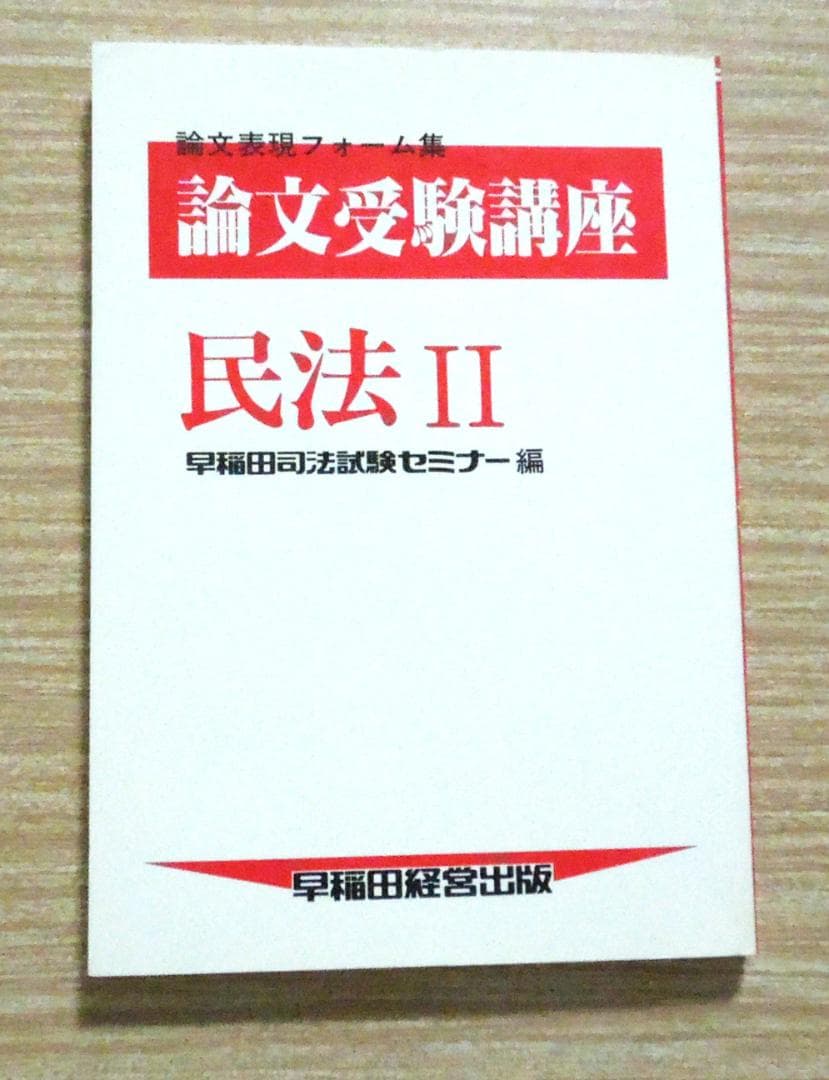 論文表現フォーム集
論文受験講座
民法 II
早稲田司法試験セミナー編
早稲田経営出版